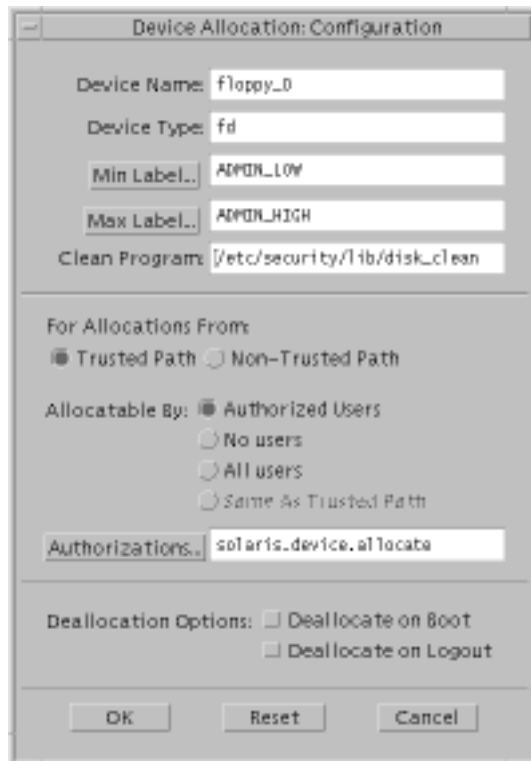 Device Allocation: Configuration
Device Name: floppy_0
Device Type: fd
Min Label... ADMIN_LOW
Max Label... ADMIN_HIGH
Clean Program: /etc/security/lib/disk_clean
For Allocations From:
Trusted Path Non-Trusted Path
Allocatable By: Authorized Users
No users
All users
Same As Trusted Path
Authorizations... solaris.device.allocate
Deallocation Options: Deallocate on Boot
Deallocate on Logout
OK Reset Cancel